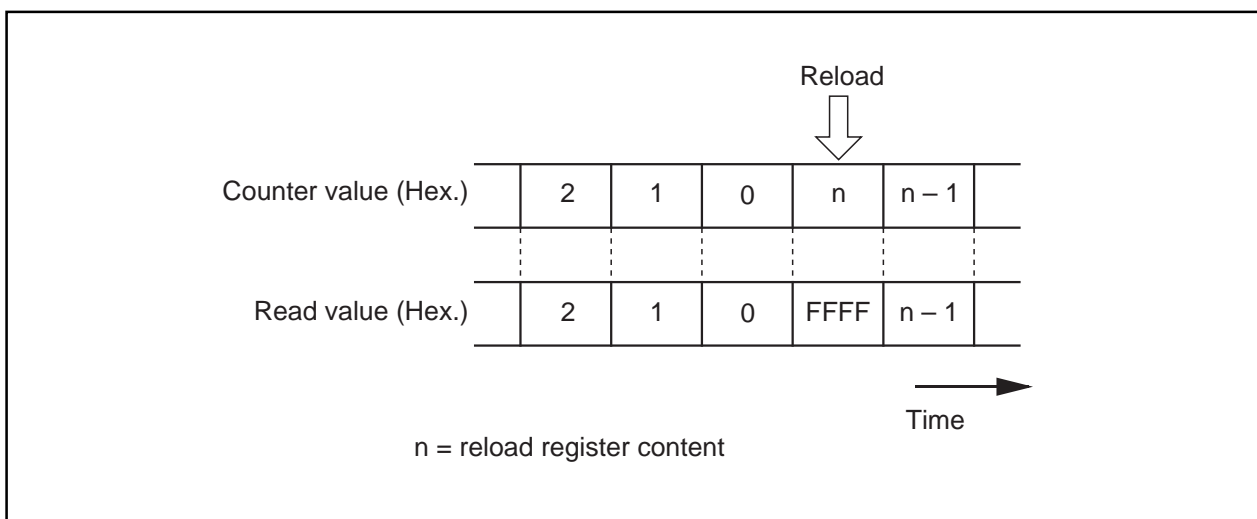 Reload
Counter value (Hex.) 2 1 0 n n – 1
Read value (Hex.) 2 1 0 FFFF n – 1
Time
n = reload register content